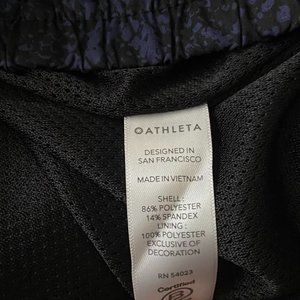 ATHLETA
DESIGNED IN
SAN FRANCISCO
MADE IN VIETNAM
SHELL:
86% POLYESTER
14% SPANDEX
LINING :
100% POLYESTER
EXCLUSIVE OF
DECORATION
RN 54023
Certified
B